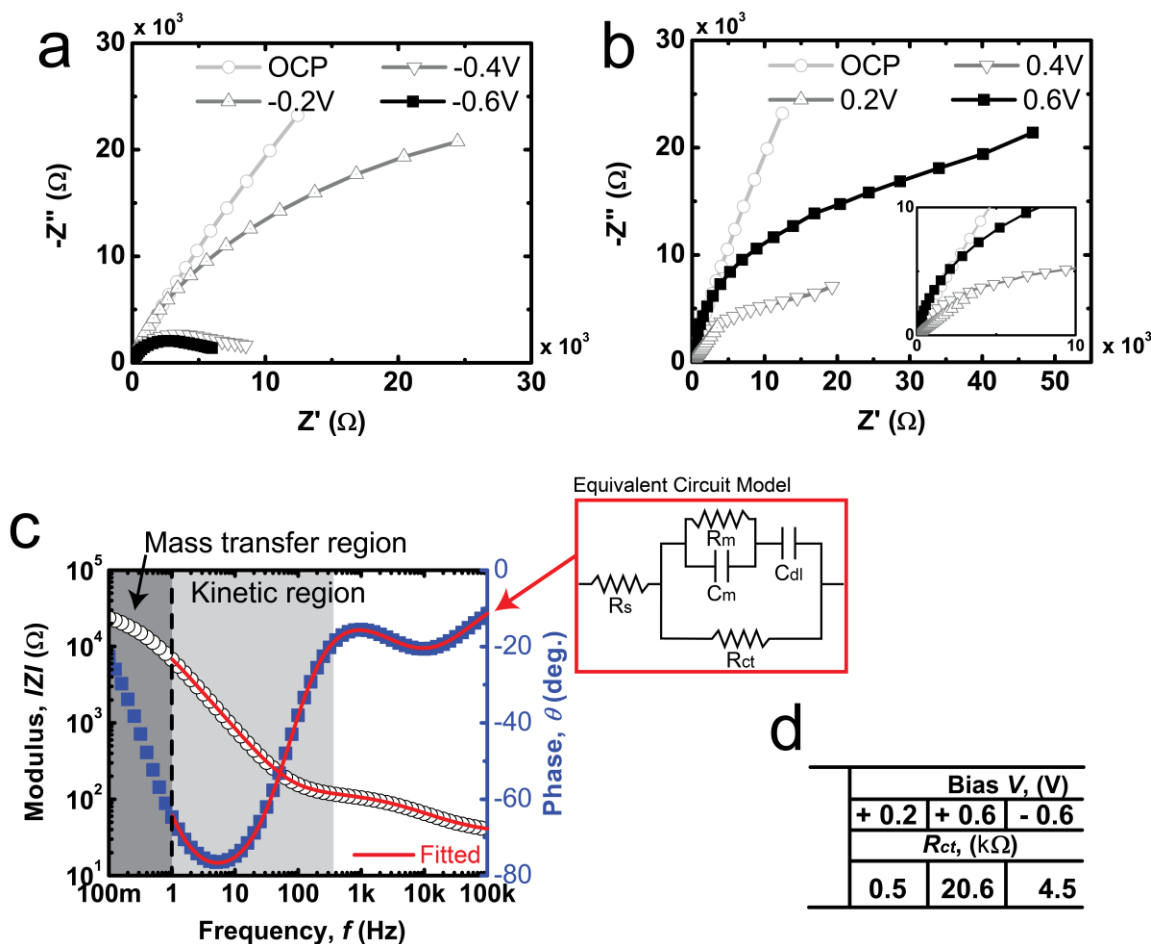 a
x 10³
30
20
10
0
-Z" (Ω)
OCP
-0.4V
-0.2V
-0.6V
x 10³
0 10 20 30
Z' (Ω)
b
x 10³
30
25
20
15
10
5
0
-Z" (Ω)
OCP
0.4V
0.2V
0.6V
10
0
0 10
x 10³
0 10 20 30 40 50
Z' (Ω)
c
Mass transfer region
Kinetic region
10⁵
10⁴
10³
10²
10¹
Modulus, IZI (Ω)
0
-20
-40
-60
-80
Phase, θ (deg.)
Fitted
100m 1 10 100 1k 10k 100k
Frequency, f (Hz)
Equivalent Circuit Model
Rm
Cm
Cdl
Rs
Rct
d
Bias V, (V)
+ 0.2 + 0.6 - 0.6
Rct, (kΩ)
0.5 20.6 4.5